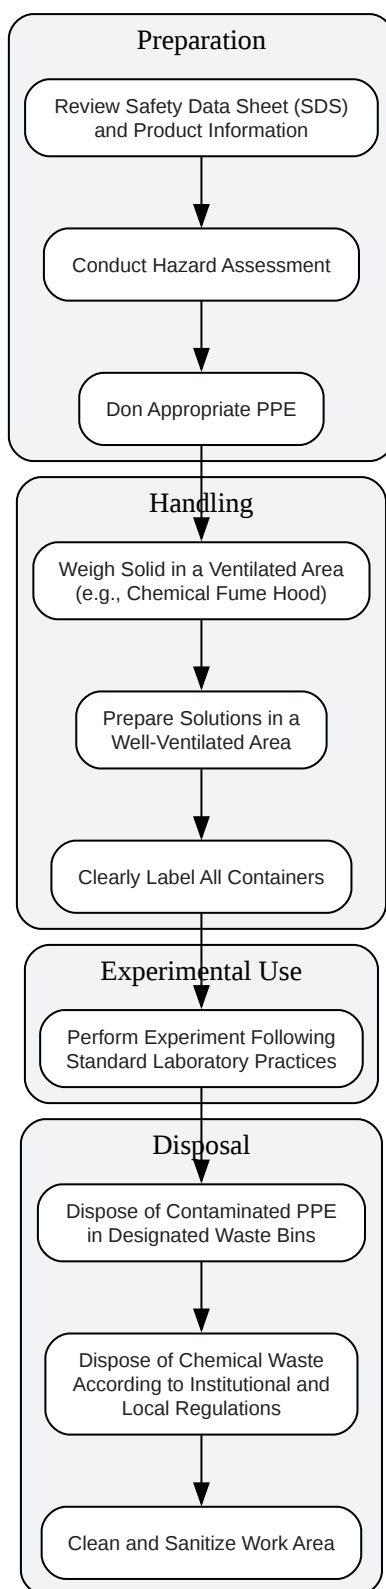 Preparation
Review Safety Data Sheet (SDS)
and Product Information
Conduct Hazard Assessment
Don Appropriate PPE
Handling
Weigh Solid in a Ventilated Area
(e.g., Chemical Fume Hood)
Prepare Solutions in a
Well-Ventilated Area
Clearly Label All Containers
Experimental Use
Perform Experiment Following
Standard Laboratory Practices
Disposal
Dispose of Contaminated PPE
in Designated Waste Bins
Dispose of Chemical Waste
According to Institutional and
Local Regulations
Clean and Sanitize Work Area